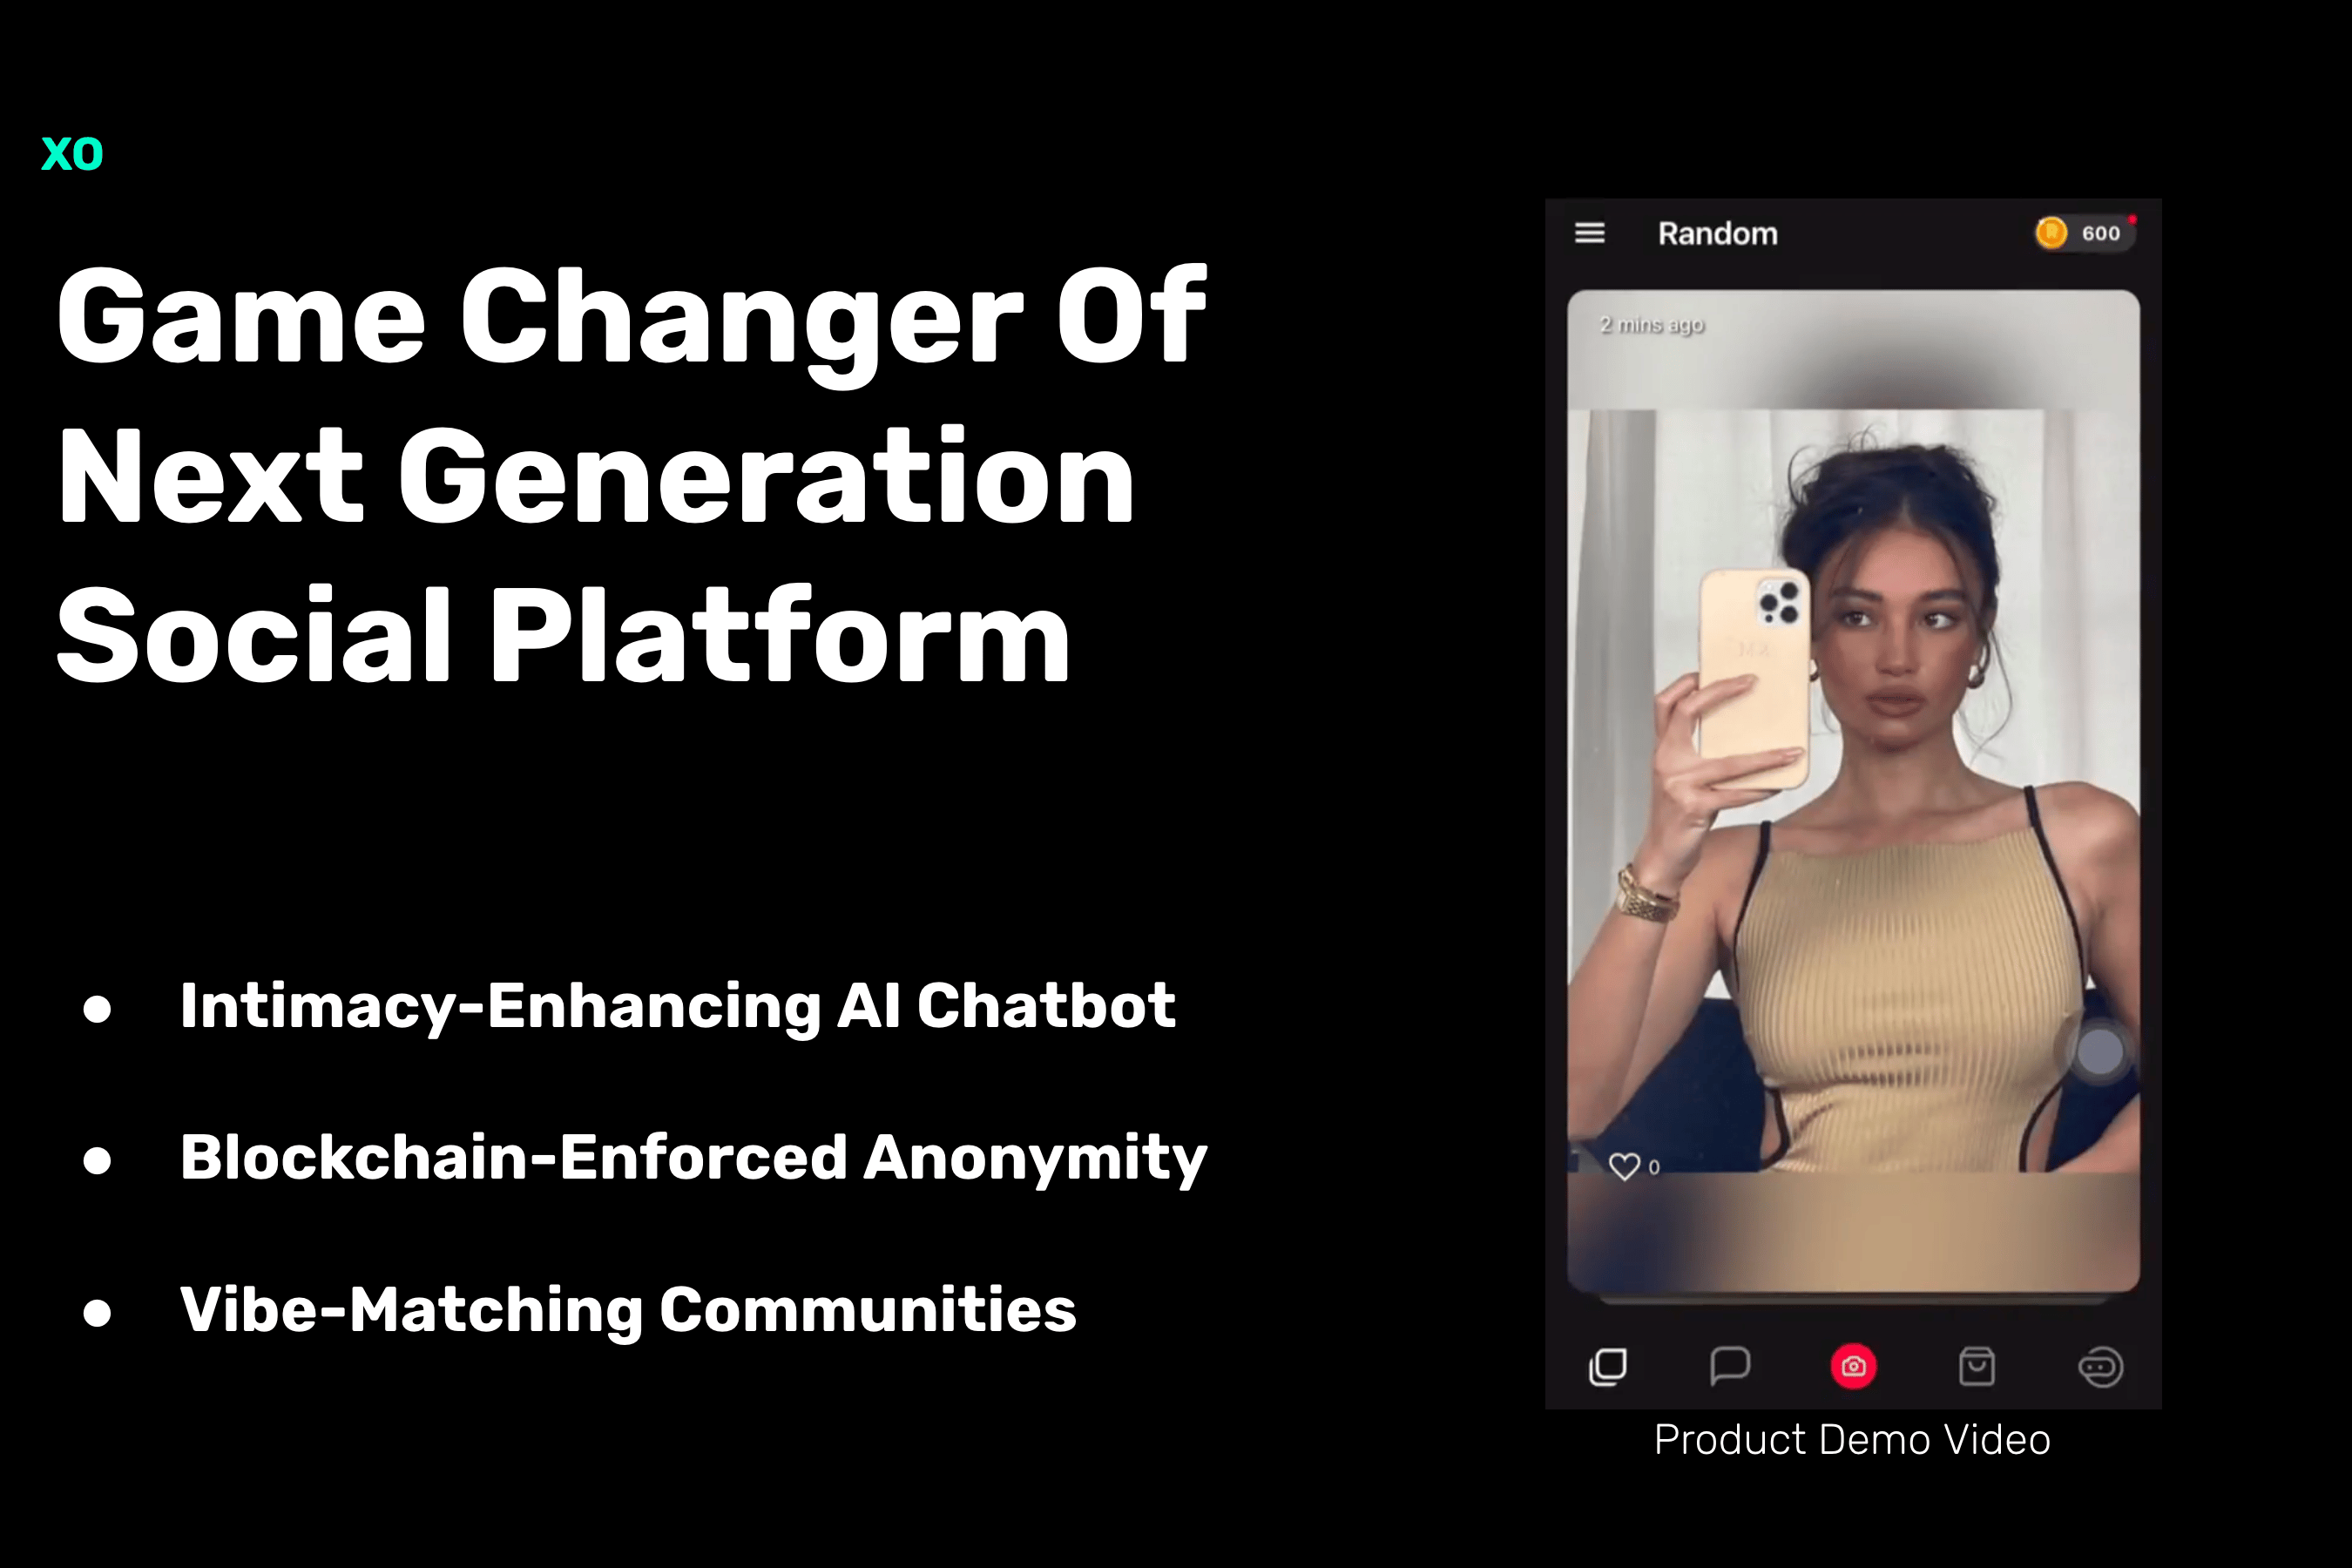 XO
Game Changer Of
Next Generation
Social Platform
● Intimacy-Enhancing AI Chatbot
● Blockchain-Enforced Anonymity
● Vibe-Matching Communities
Random
600
2 mins ago
0
Product Demo Video